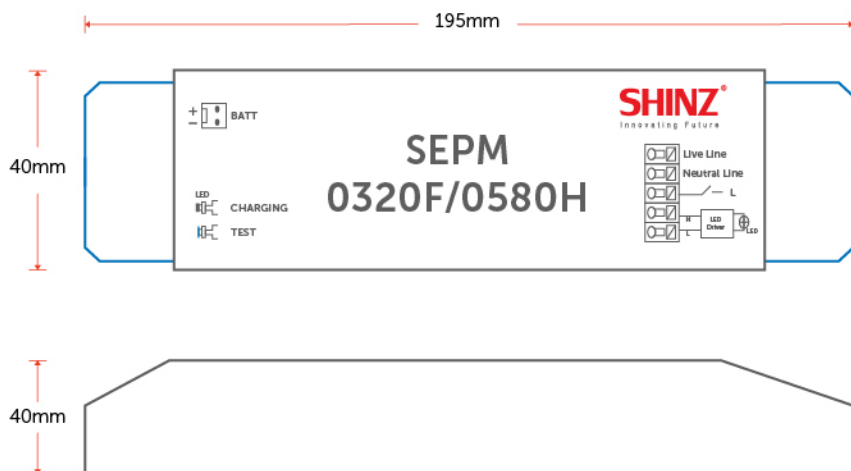 195mm
40mm
+
− BATT
SHINZ®
Innovating Future
SEPM
0320F/0580H
Live Line
Neutral Line
L
LED
CHARGING
TEST
N
L
LED
Driver
LED
40mm